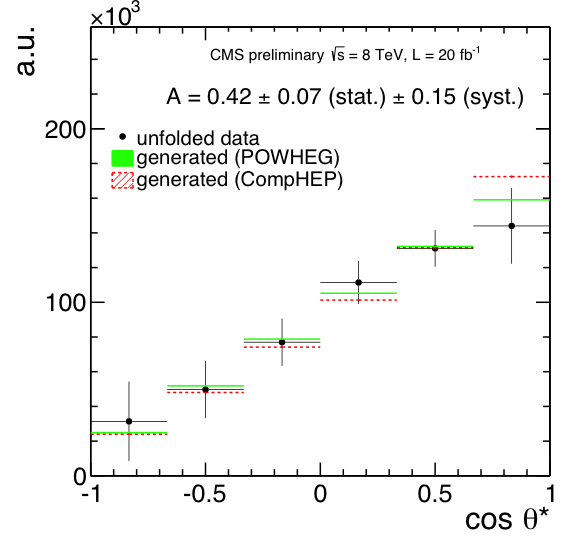 ×10³
a.u.
CMS preliminary √s = 8 TeV, L = 20 fb⁻¹
A = 0.42 ± 0.07 (stat.) ± 0.15 (syst.)
200
unfolded data
generated (POWHEG)
generated (CompHEP)
100
0
-1 -0.5 0 0.5 1
cos θ*